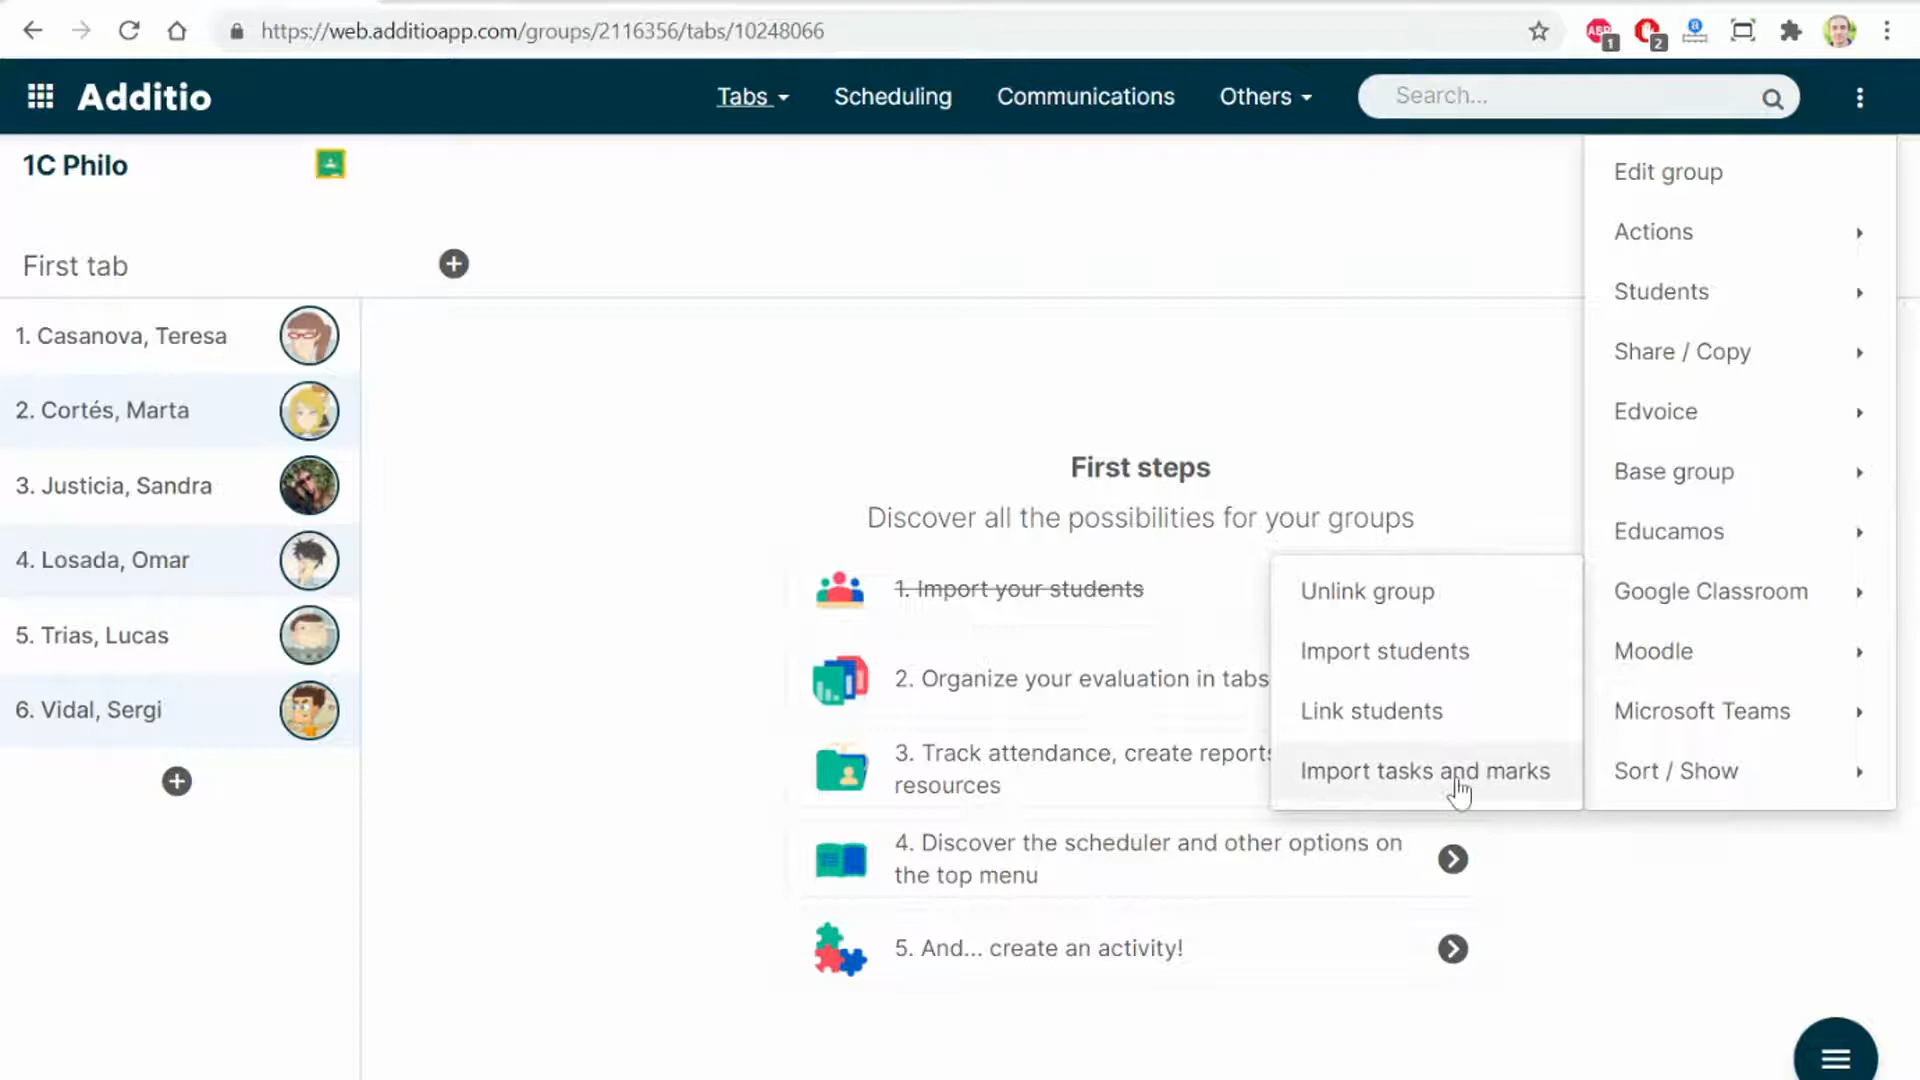 https://web.additioapp.com/groups/2116356/tabs/10248066
ABP
1
2
Additio
Tabs
Scheduling
Communications
Others
Search...
1C Philo
First tab
1. Casanova, Teresa
2. Cortés, Marta
3. Justicia, Sandra
4. Losada, Omar
5. Trias, Lucas
6. Vidal, Sergi
First steps
Discover all the possibilities for your groups
1. Import your students
2. Organize your evaluation in tabs
3. Track attendance, create reports
resources
4. Discover the scheduler and other options on
the top menu
5. And... create an activity!
Unlink group
Import students
Link students
Import tasks and marks
Edit group
Actions
Students
Share / Copy
Edvoice
Base group
Educamos
Google Classroom
Moodle
Microsoft Teams
Sort / Show